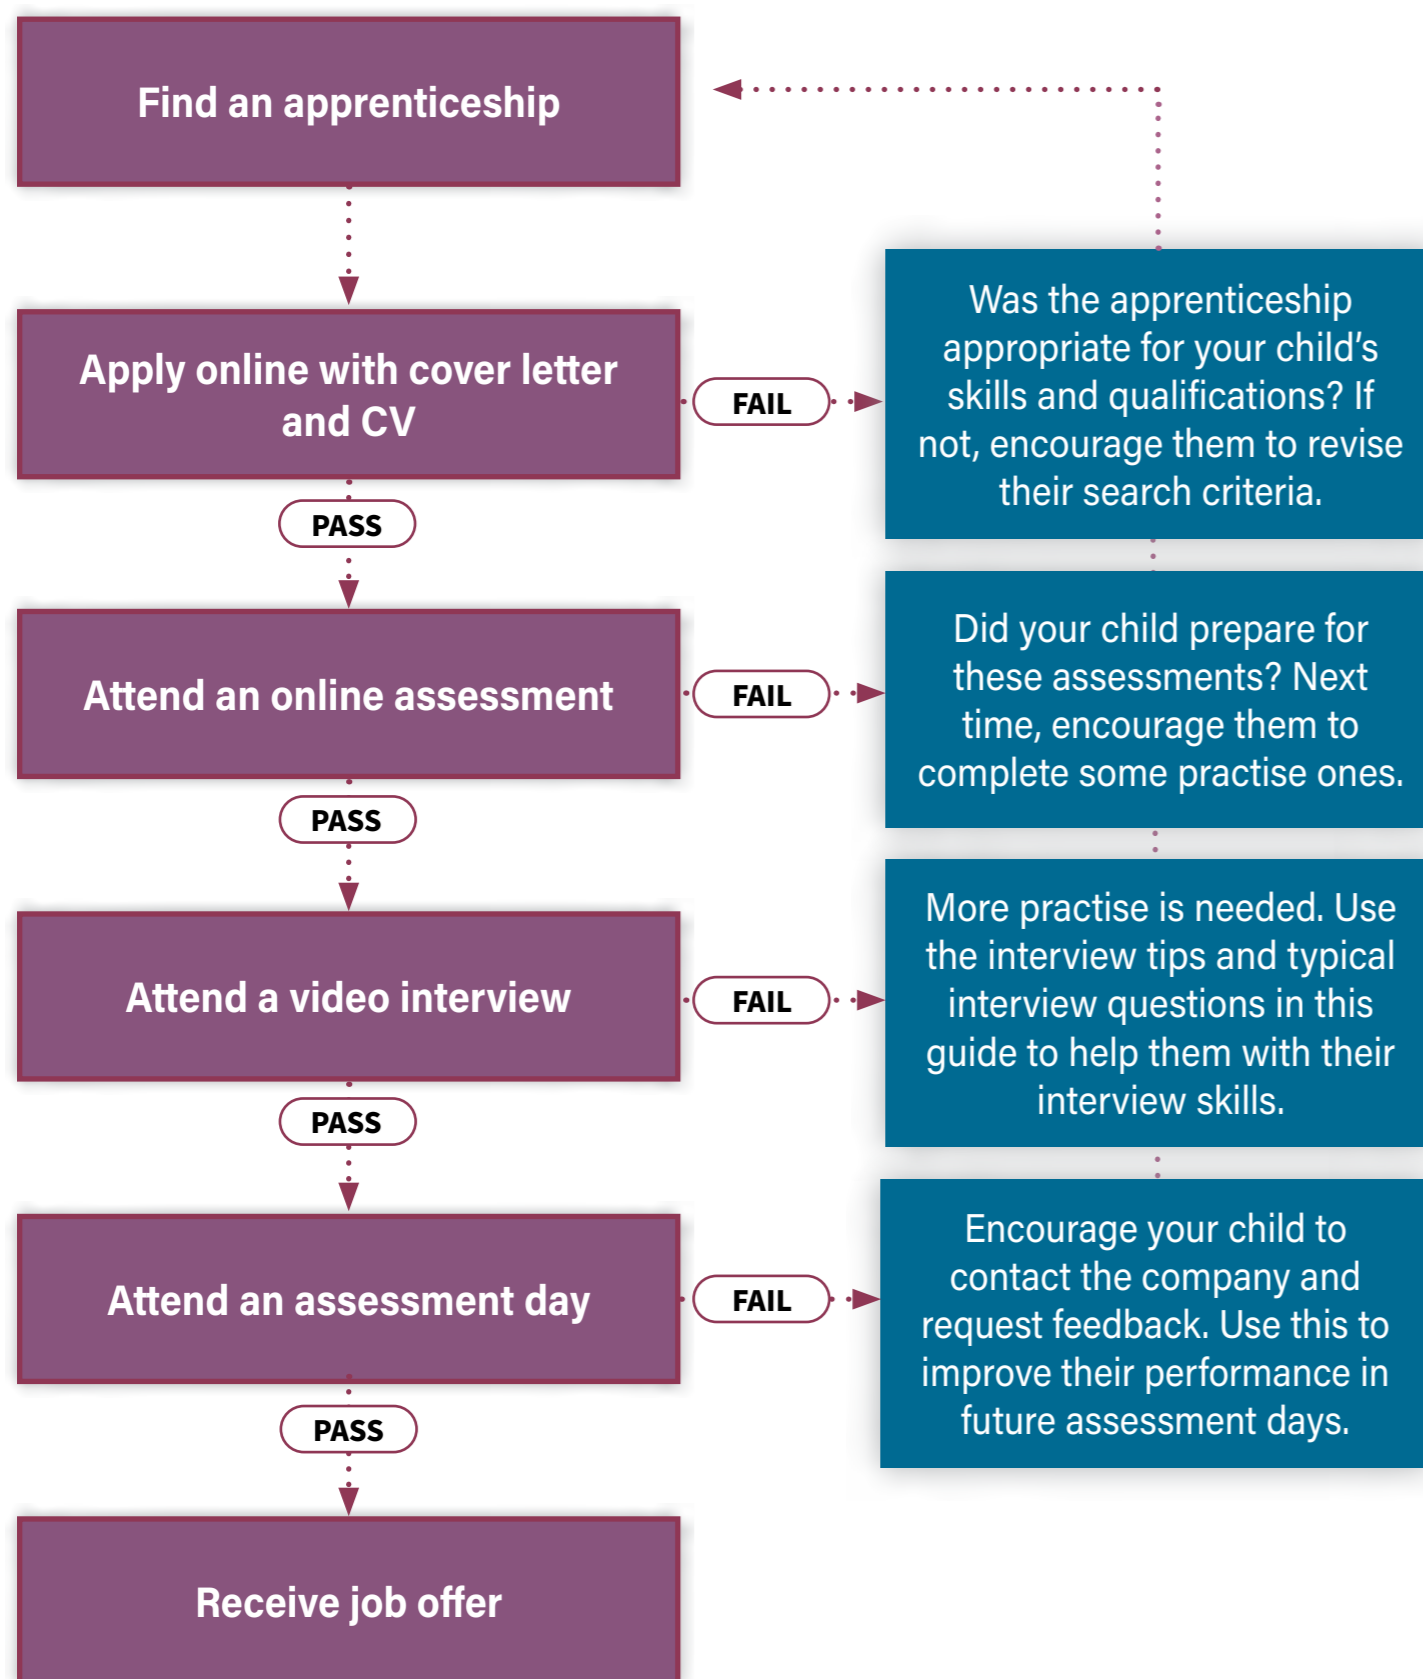 Find an apprenticeship
Apply online with cover letter
and CV
FAIL
Was the apprenticeship
appropriate for your child's
skills and qualifications? If
not, encourage them to revise
their search criteria.
PASS
Attend an online assessment
FAIL
Did your child prepare for
these assessments? Next
time, encourage them to
complete some practise ones.
PASS
Attend a video interview
FAIL
More practise is needed. Use
the interview tips and typical
interview questions in this
guide to help them with their
interview skills.
PASS
Attend an assessment day
FAIL
Encourage your child to
contact the company and
request feedback. Use this to
improve their performance in
future assessment days.
PASS
Receive job offer